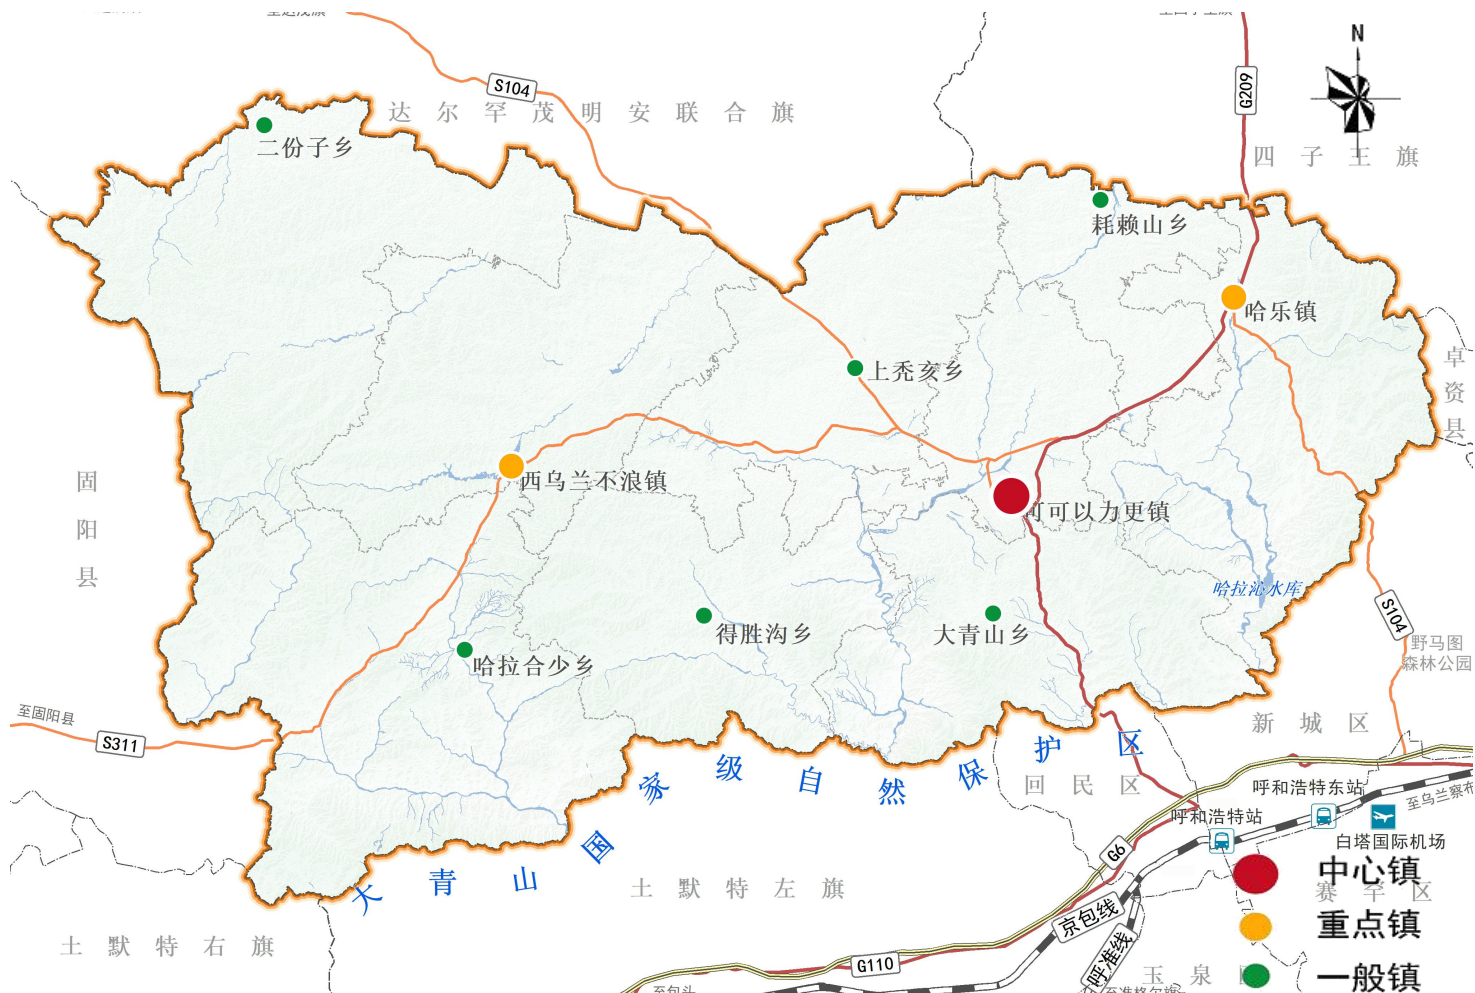 S104
达尔罕茂明安联合旗
G209
N
四子王旗
二份子乡
耗赖山乡
哈乐镇
卓资县
上秃亥乡
西乌兰不浪镇
可可以力更镇
固阳县
哈拉沁水库
S104
得胜沟乡
大青山乡
哈拉合少乡
野马图
森林公园
至固阳县
S311
新城区
大青山国家级自然保护区
回民区
呼和浩特东站
至乌兰察布
呼和浩特站
白塔国际机场
G6
中心镇
土默特左旗
赛罕区
京包线
重点镇
土默特右旗
呼准线
G110
玉泉区
一般镇
至包头